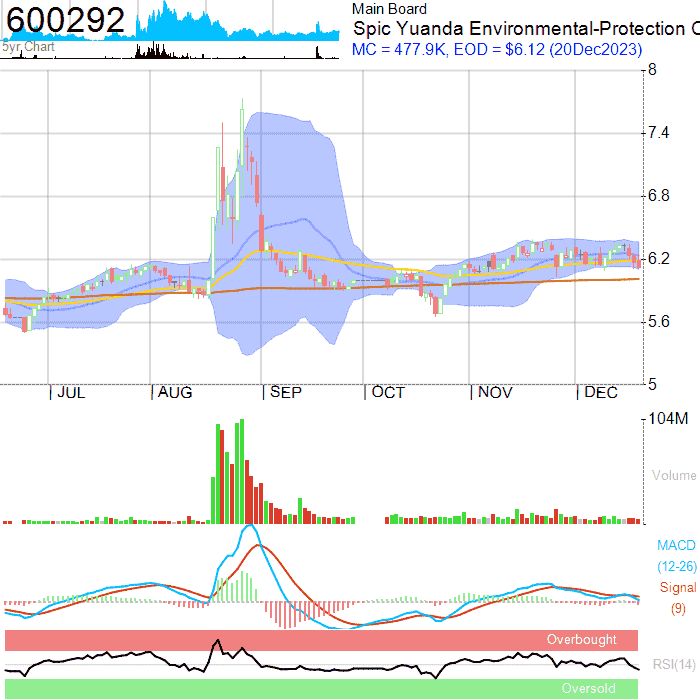 600292
5yr. Chart
Main Board
Spic Yuanda Environmental-Protection C
MC = 477.9K, EOD = $6.12 (20Dec2023)
8
7.4
6.8
6.2
5.6
5
JUL
AUG
SEP
OCT
NOV
DEC
104M
Volume
MACD
(12-26)
Signal
(9)
Overbought
RSI(14)
Oversold